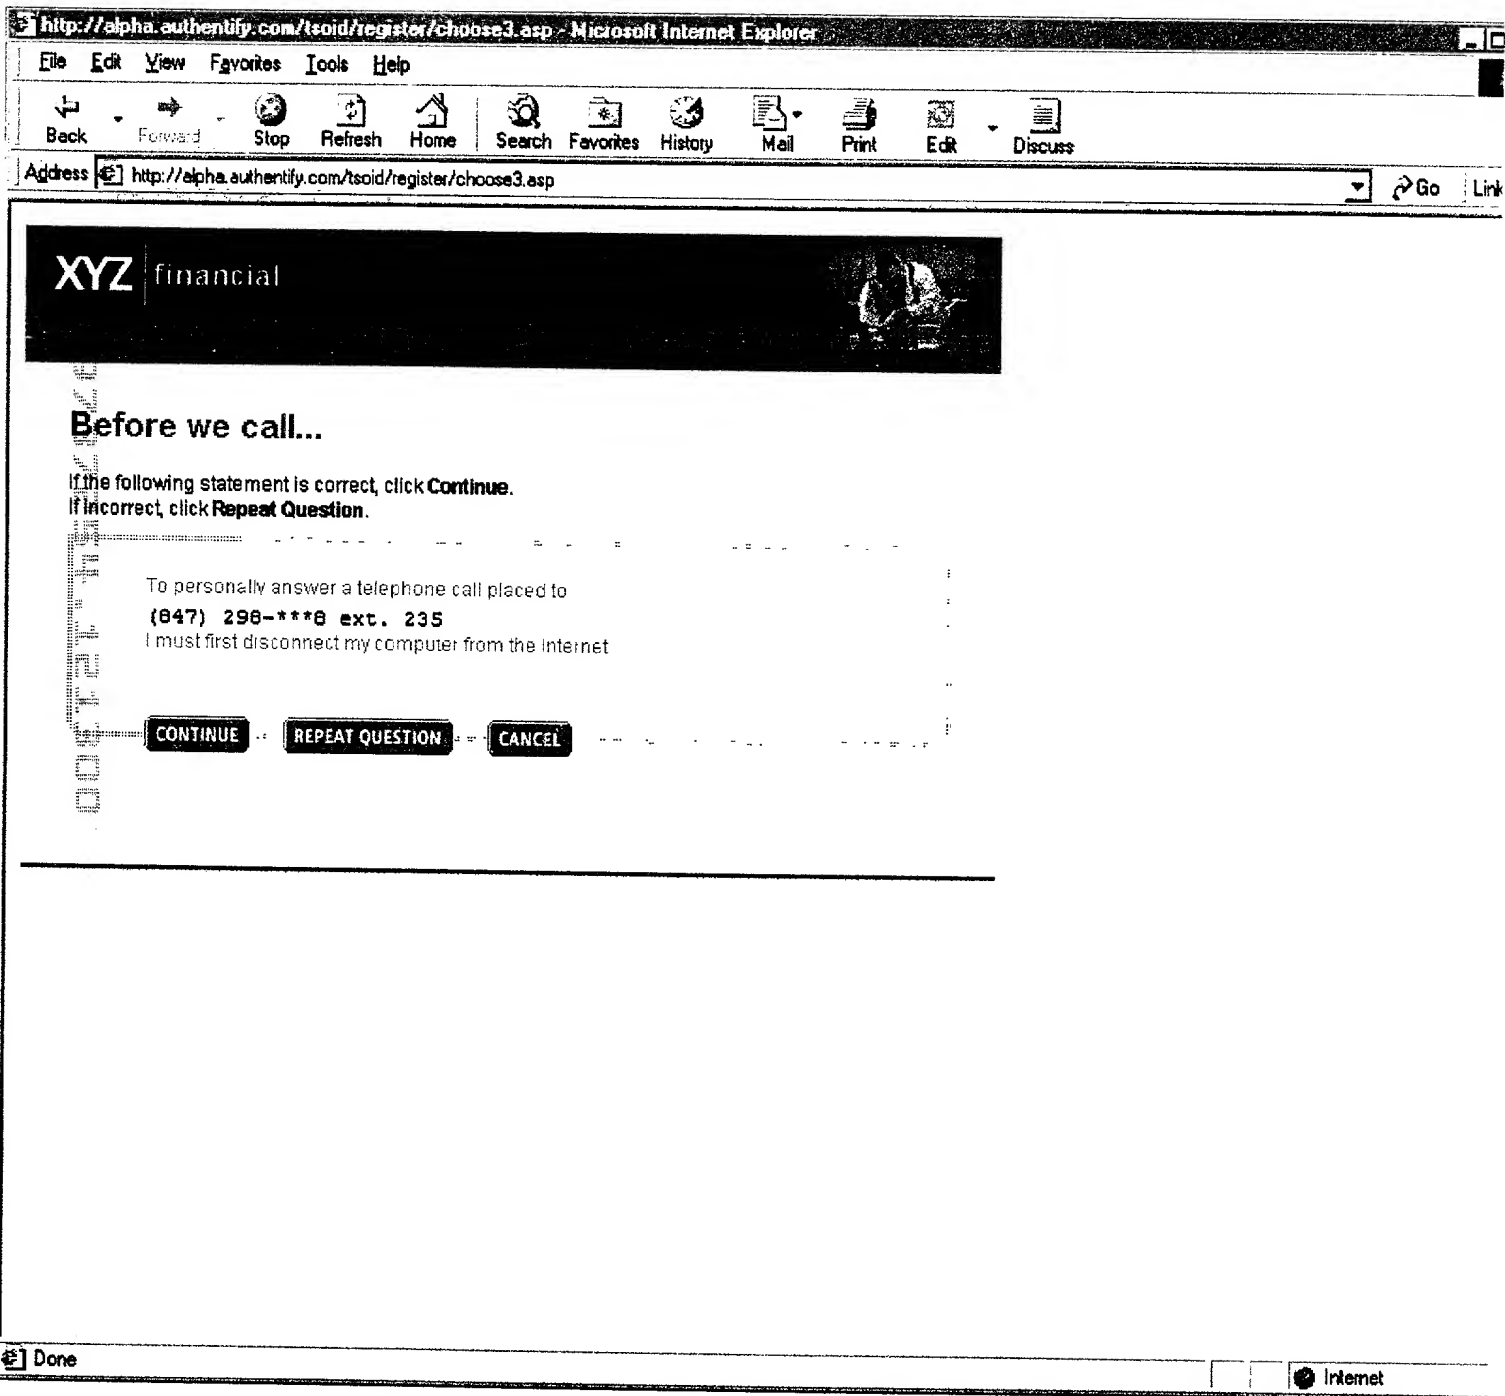 http://alpha.authentify.com/tsoid/register/choose3.asp - Microsoft Internet Explorer
File Edit View Favorites Tools Help
Back Forward Stop Refresh Home Search Favorites History Mail Print Edit Discuss
Address http://alpha.authentify.com/tsoid/register/choose3.asp Go Link
XYZ financial
Before we call...
If the following statement is correct, click Continue.
If incorrect, click Repeat Question.
To personally answer a telephone call placed to
(847) 298-***8 ext. 235
I must first disconnect my computer from the Internet
CONTINUE REPEAT QUESTION CANCEL
Done Internet